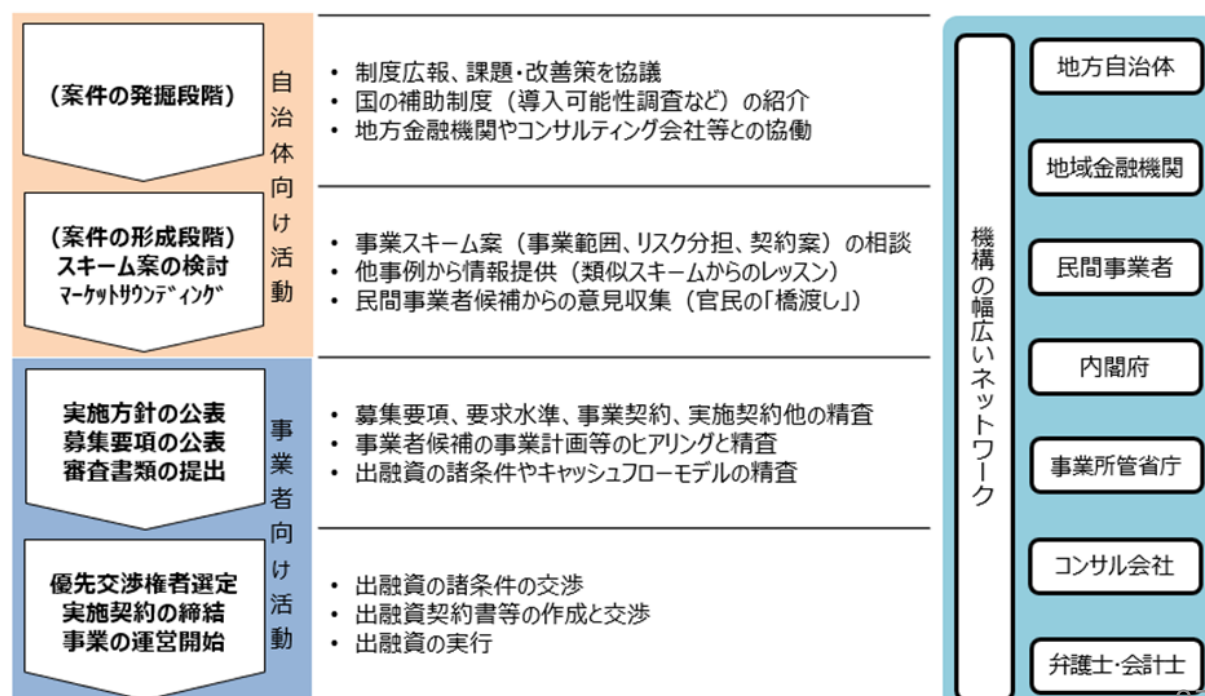 (案件の発掘段階)
自治体向け活動
• 制度広報、課題・改善策を協議
• 国の補助制度（導入可能性調査など）の紹介
• 地方金融機関やコンサルティング会社等との協働
(案件の形成段階)
スキーム案の検討
ﾏｰｹｯﾄｻｳﾝﾃﾞｨﾝｸﾞ
• 事業スキーム案（事業範囲、リスク分担、契約案）の相談
• 他事例から情報提供（類似スキームからのレッスン）
• 民間事業者候補からの意見収集（官民の「橋渡し」）
実施方針の公表
募集要項の公表
審査書類の提出
事業者向け活動
• 募集要項、要求水準、事業契約、実施契約他の精査
• 事業者候補の事業計画等のヒアリングと精査
• 出融資の諸条件やキャッシュフローモデルの精査
優先交渉権者選定
実施契約の締結
事業の運営開始
• 出融資の諸条件の交渉
• 出融資契約書等の作成と交渉
• 出融資の実行
機構の幅広いネットワーク
地方自治体
地域金融機関
民間事業者
内閣府
事業所管省庁
コンサル会社
弁護士・会計士